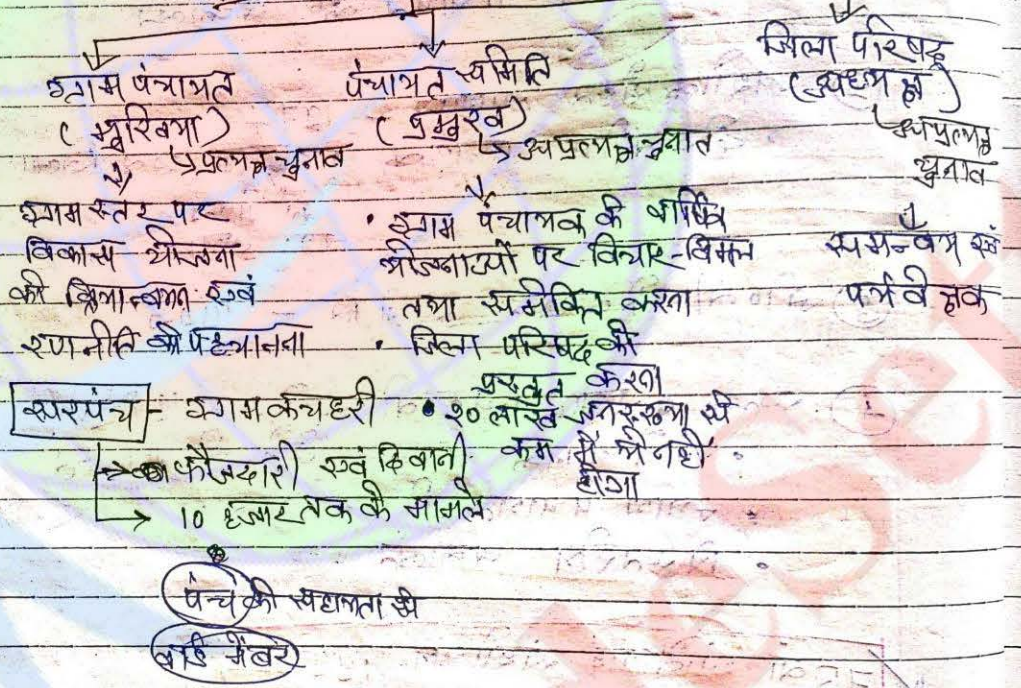 ग्राम पंचायत
(मुखिया)
↳ प्रत्यक्ष चुनाव
ग्राम स्तर पर
विकास योजना
की क्रियान्वयन एवं
रणनीति को पहचानना
पंचायत समिति
(प्रमुख)
↳ अप्रत्यक्ष चुनाव
• ग्राम पंचायत के वार्षिक
योजनाओं पर विचार-विमर्श
तथा समेकित करना
• जिला परिषद को
प्रस्तुत करना
• 20 लाख जनसंख्या से
कम में ये नहीं
होगा
जिला परिषद
(अध्यक्ष)
↳ अप्रत्यक्ष
चुनाव
समन्वय एवं
पर्यवेक्षक
सरपंच - ग्राम कचहरी
→ फौजदारी एवं दिवानी
→ 10 हजार तक के मामले
पंच की सहायता से
वार्ड मेंबर